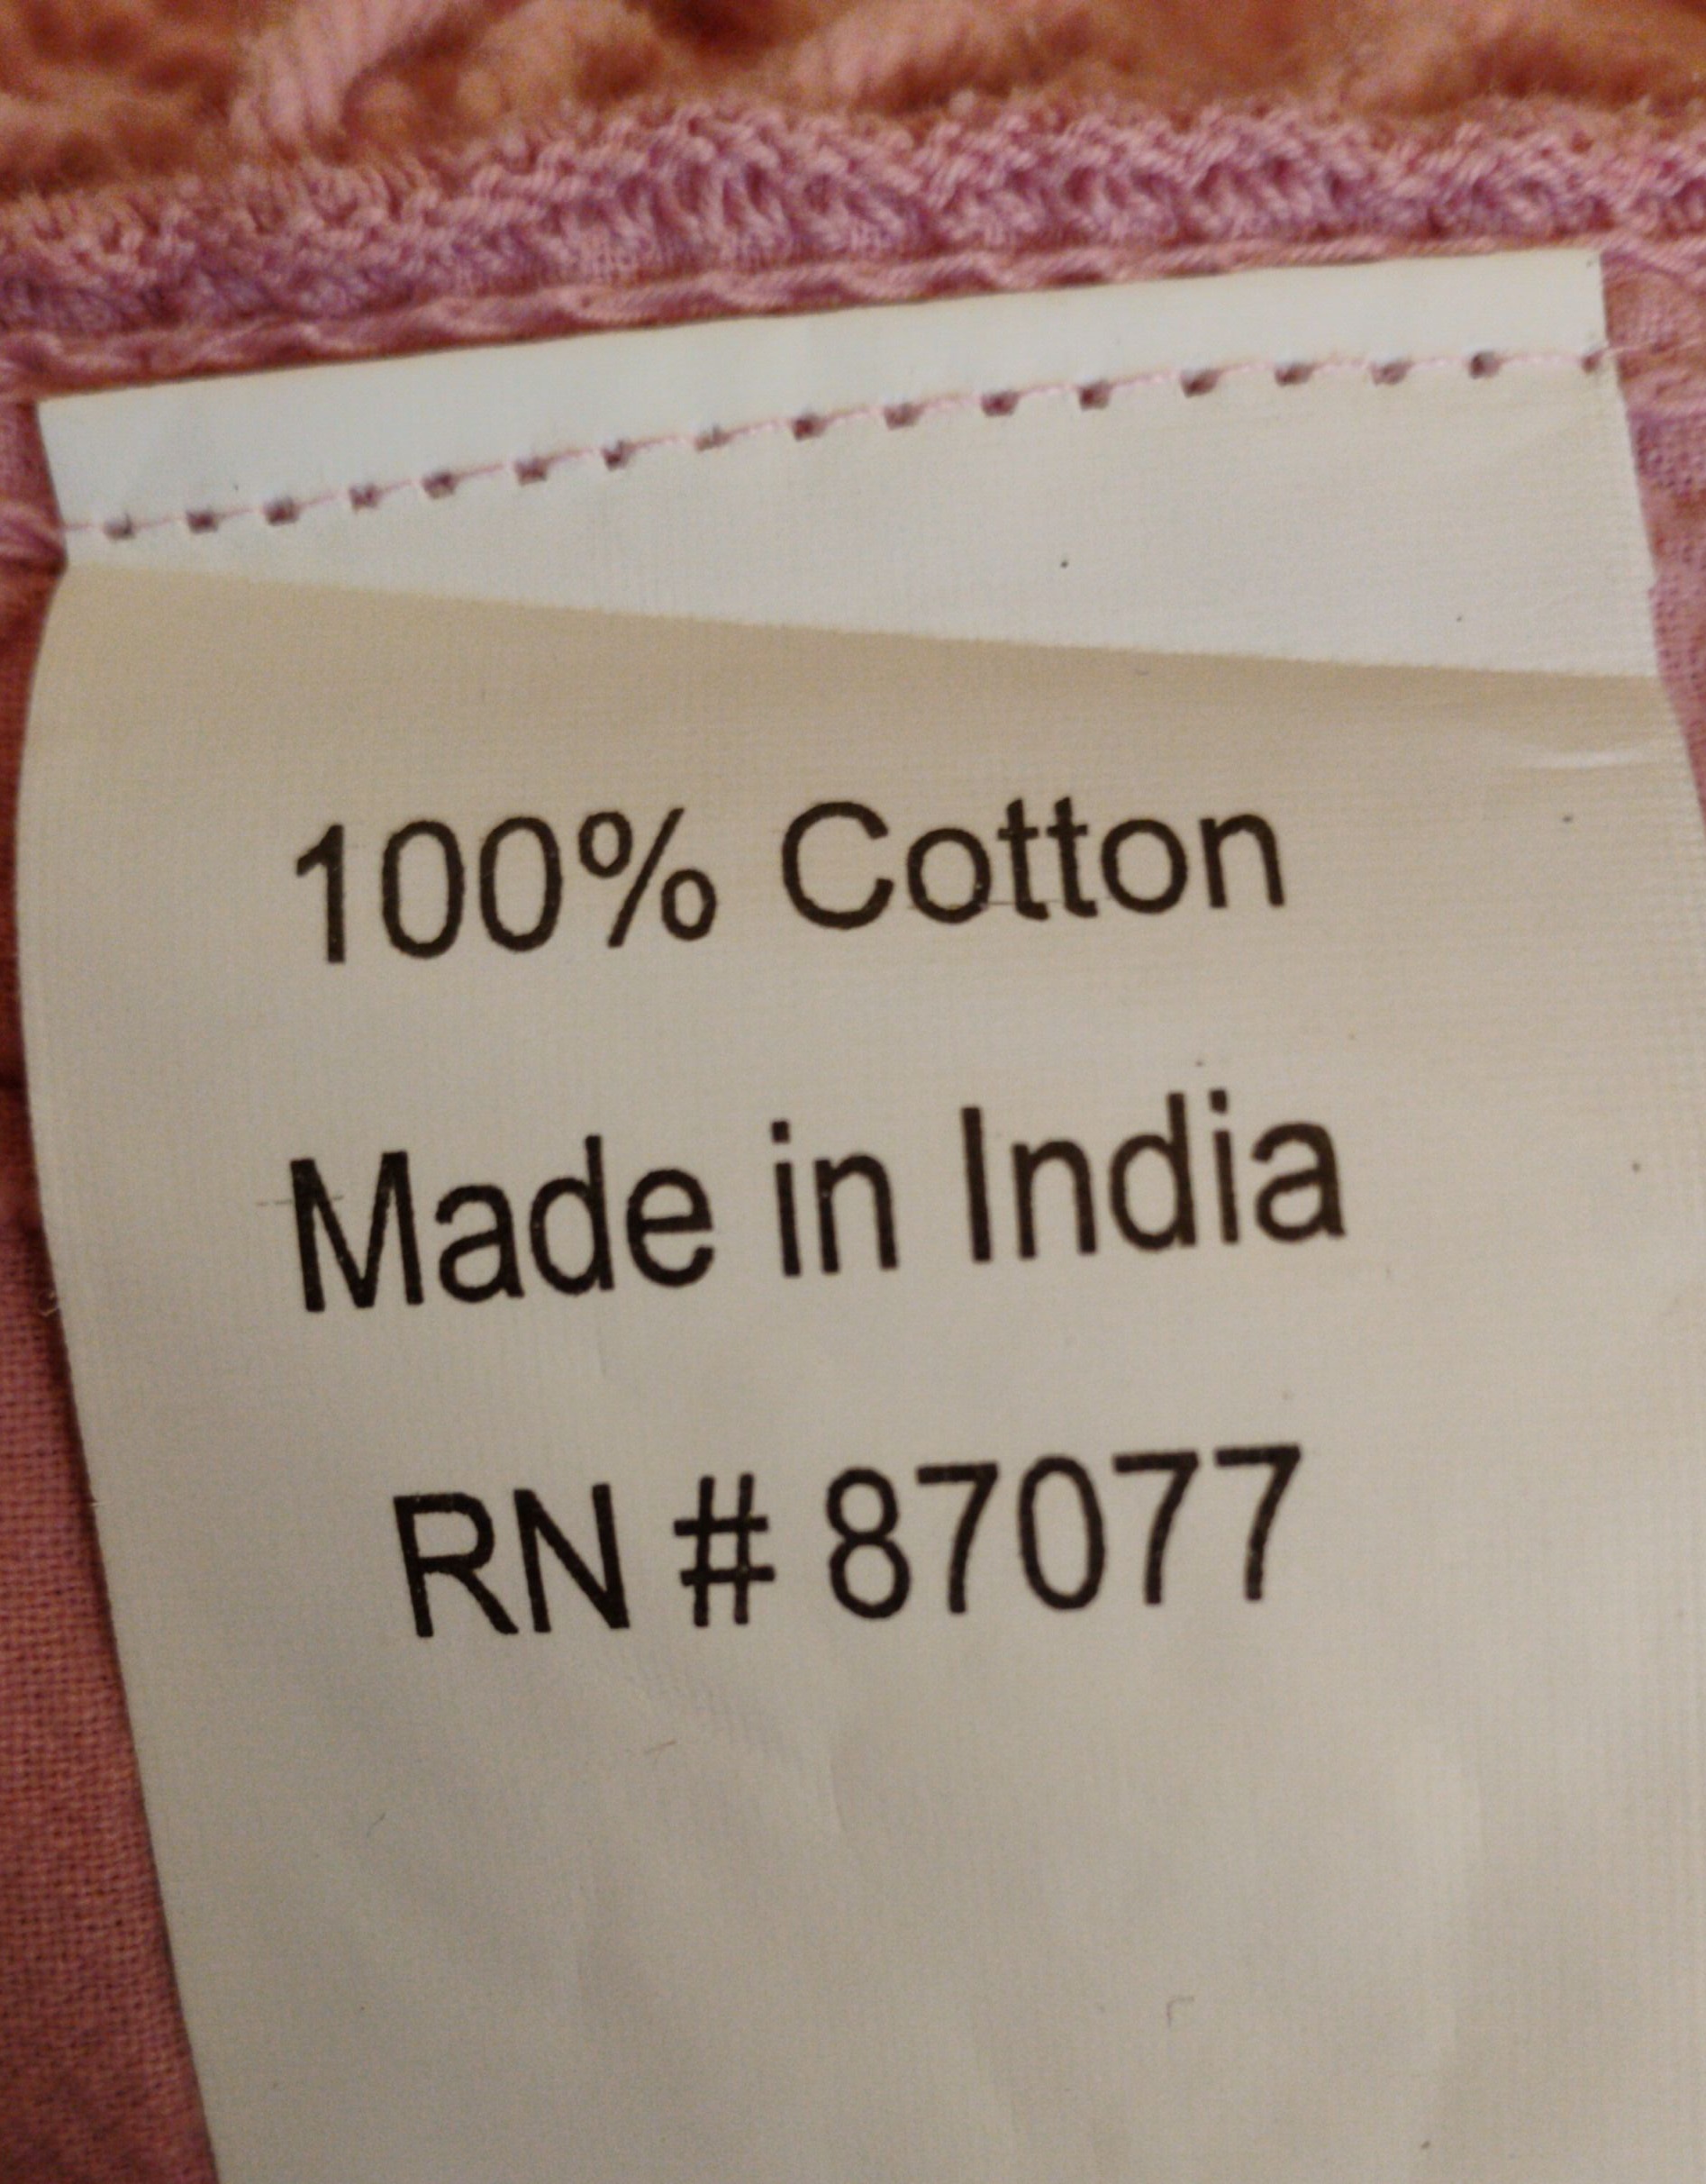 100% Cotton
Made in India
RN # 87077